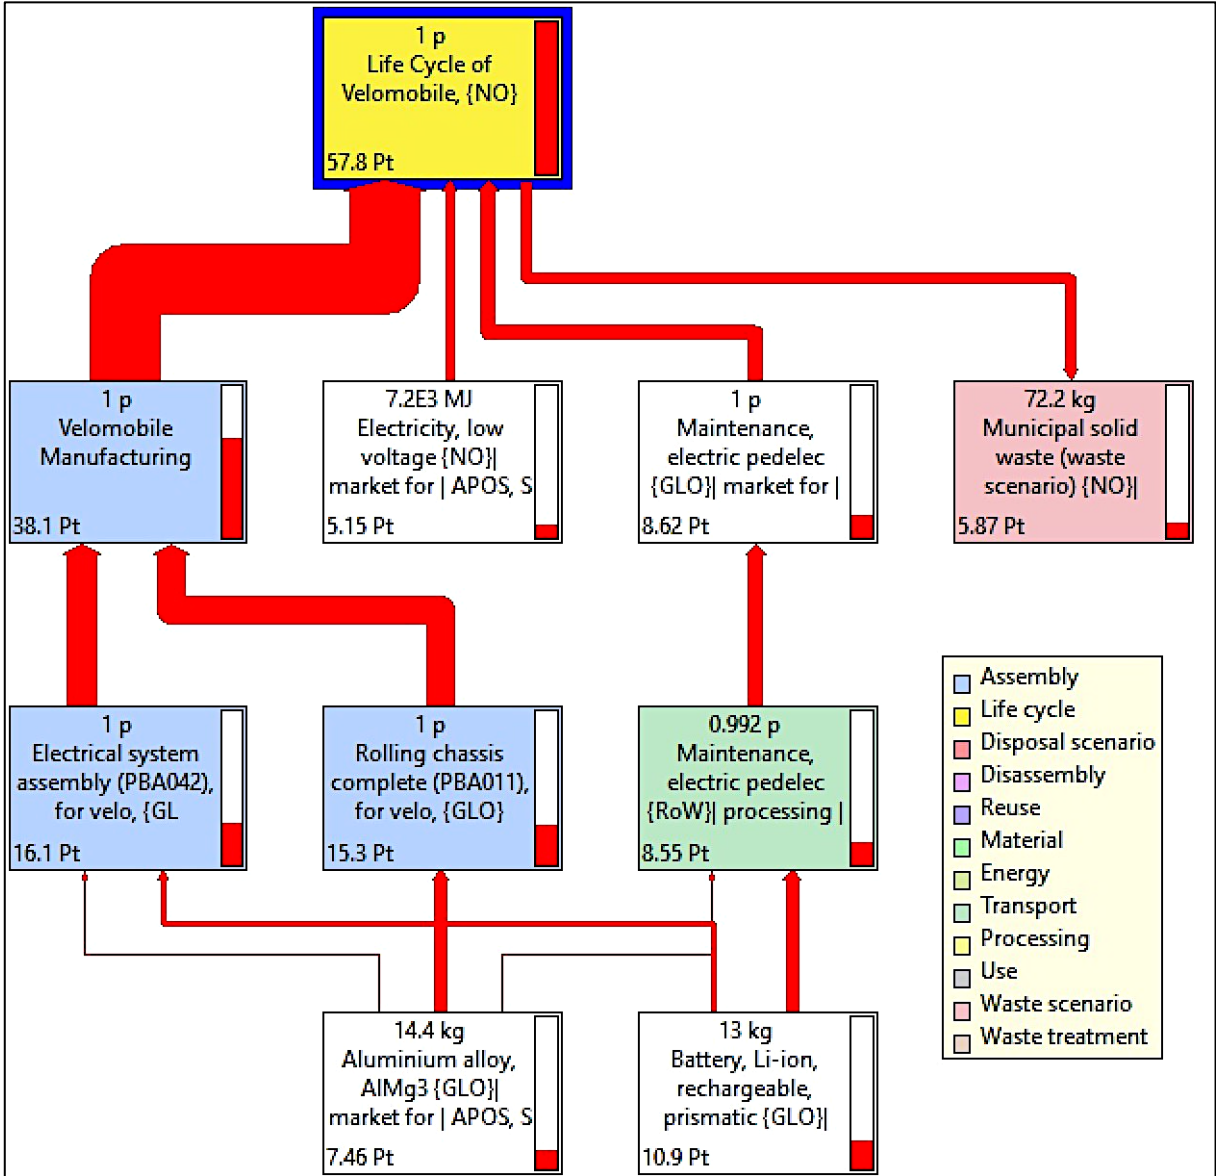 1 p
Life Cycle of
Velomobile, {NO}
57.8 Pt
1 p
Velomobile
Manufacturing
38.1 Pt
7.2E3 MJ
Electricity, low
voltage {NO}|
market for | APOS, S
5.15 Pt
1 p
Maintenance,
electric pedelec
{GLO}| market for |
8.62 Pt
72.2 kg
Municipal solid
waste (waste
scenario) {NO}|
5.87 Pt
1 p
Electrical system
assembly (PBA042),
for velo, {GL
16.1 Pt
1 p
Rolling chassis
complete (PBA011),
for velo, {GLO}
15.3 Pt
0.992 p
Maintenance,
electric pedelec
{RoW}| processing |
8.55 Pt
Assembly
Life cycle
Disposal scenario
Disassembly
Reuse
Material
Energy
Transport
Processing
Use
Waste scenario
Waste treatment
14.4 kg
Aluminium alloy,
AlMg3 {GLO}|
market for | APOS, S
7.46 Pt
13 kg
Battery, Li-ion,
rechargeable,
prismatic {GLO}|
10.9 Pt